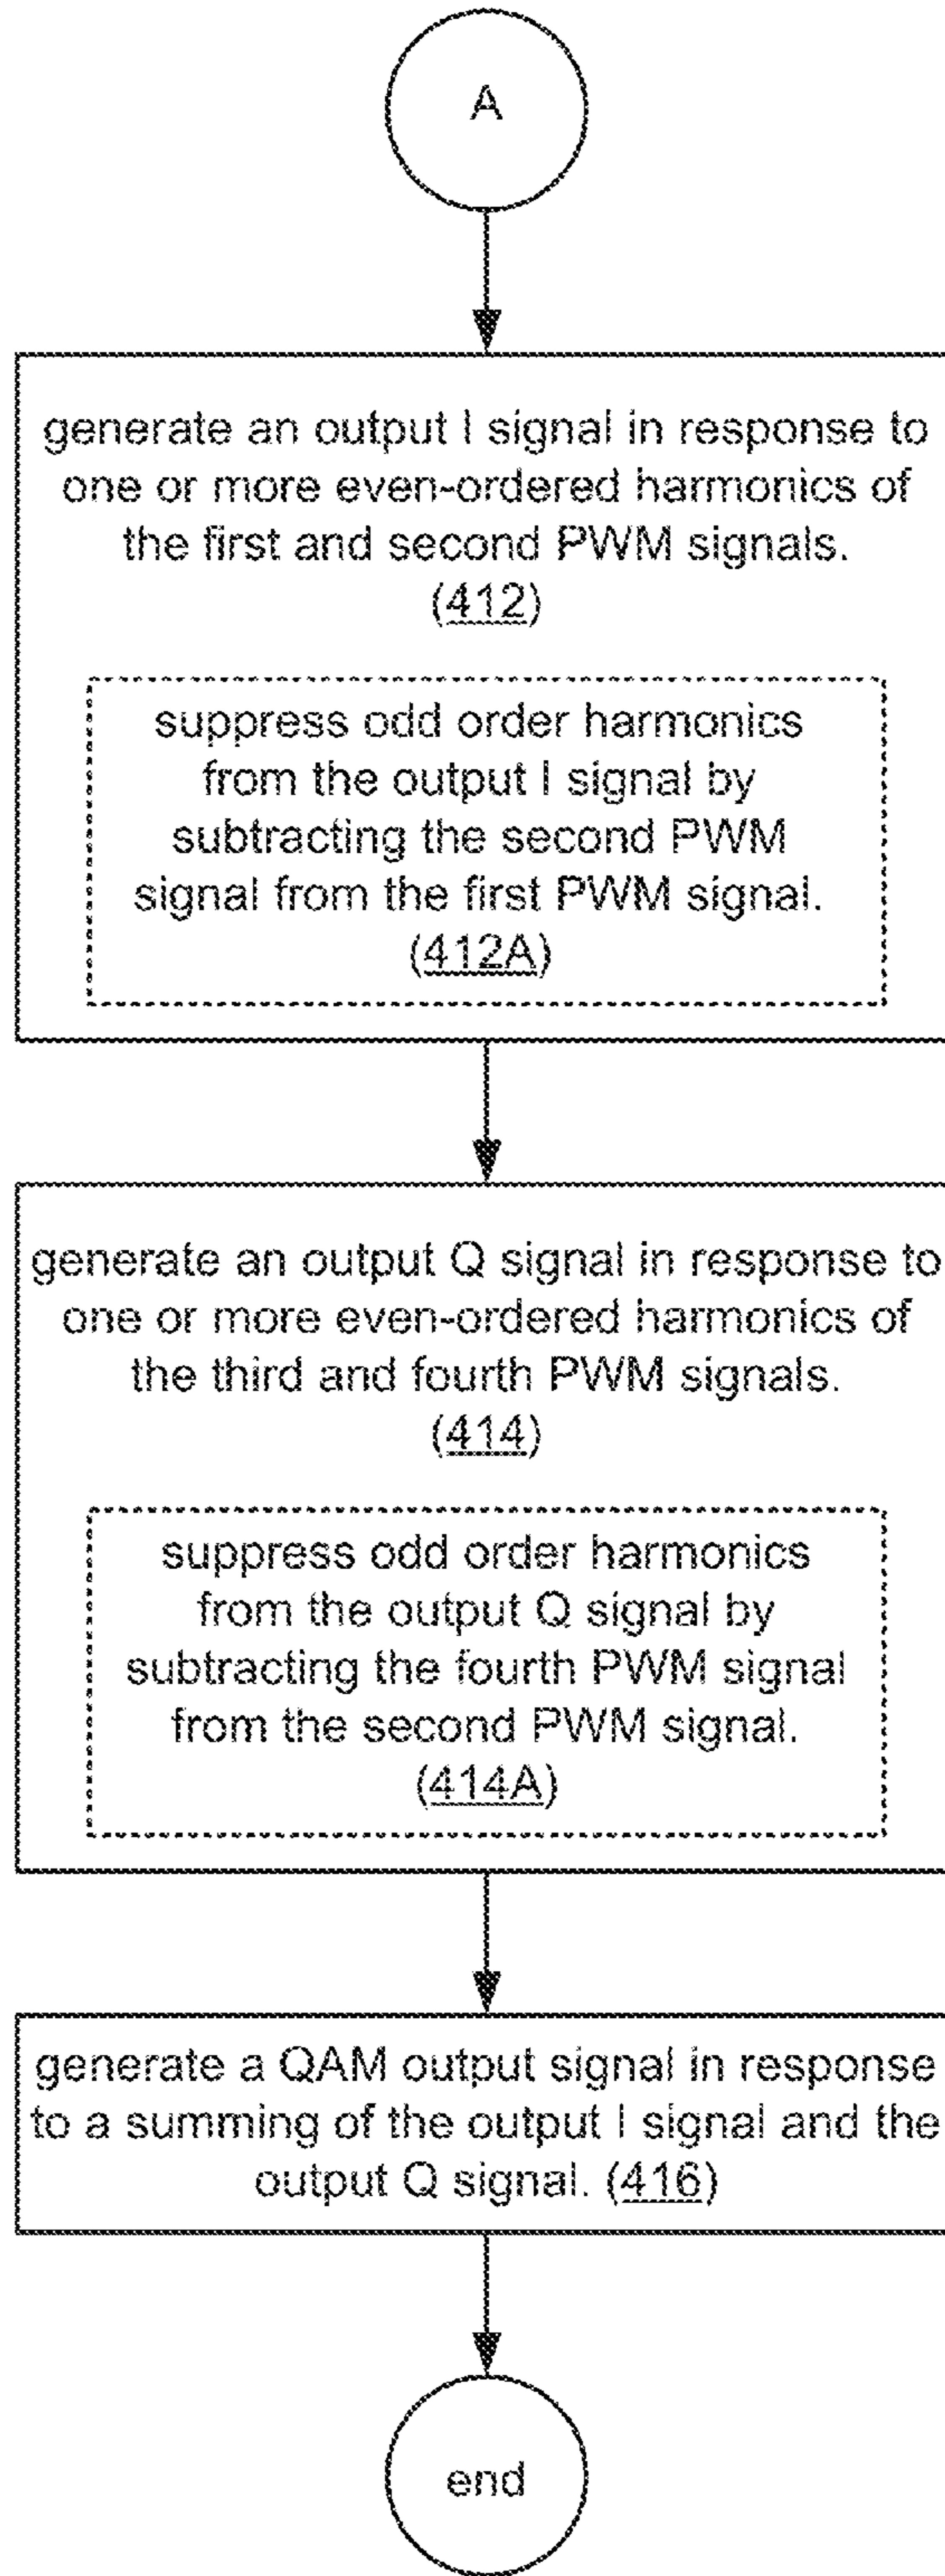 A
generate an output I signal in response to
one or more even-ordered harmonics of
the first and second PWM signals.
(412)
suppress odd order harmonics
from the output I signal by
subtracting the second PWM
signal from the first PWM signal.
(412A)
generate an output Q signal in response to
one or more even-ordered harmonics of
the third and fourth PWM signals.
(414)
suppress odd order harmonics
from the output Q signal by
subtracting the fourth PWM signal
from the second PWM signal.
(414A)
generate a QAM output signal in response
to a summing of the output I signal and the
output Q signal. (416)
end